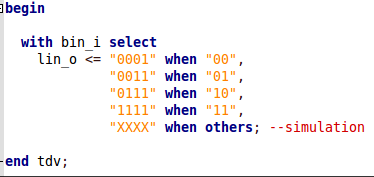 begin
with bin_i select
lin_o <= "0001" when "00",
"0011" when "01",
"0111" when "10",
"1111" when "11",
"XXXX" when others; --simulation
end tdv;